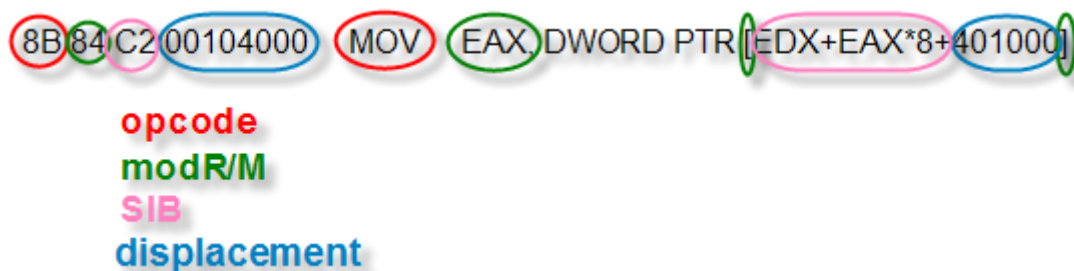 8B 84 C2 00104000 MOV EAX, DWORD PTR [EDX+EAX*8+401000]
opcode
modR/M
SIB
displacement